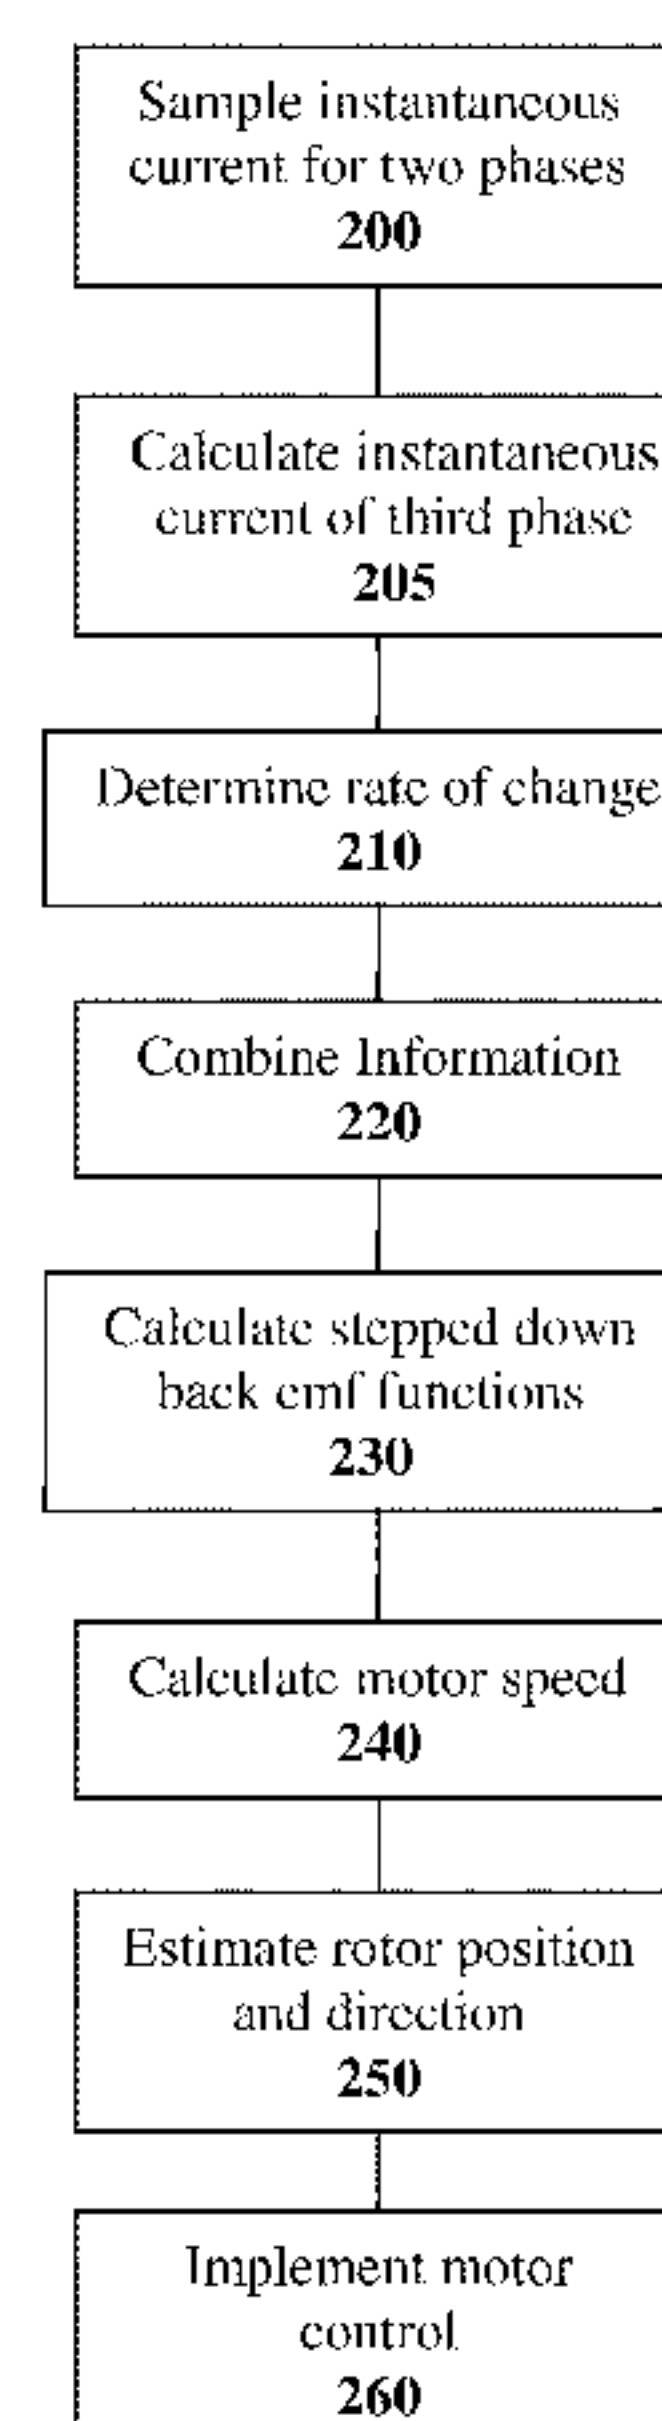 Sample instantaneous
current for two phases
200
Calculate instantaneous
current of third phase
205
Determine rate of change
210
Combine Information
220
Calculate stepped down
back emf functions
230
Calculate motor speed
240
Estimate rotor position
and direction
250
Implement motor
control
260